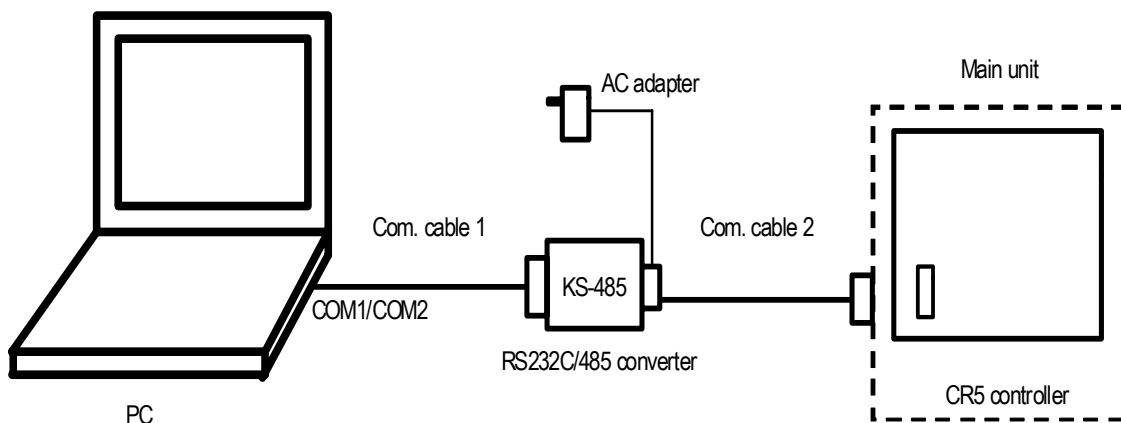 Main unit
AC adapter
Com. cable 1
Com. cable 2
KS-485
COM1/COM2
RS232C/485 converter
CR5 controller
PC